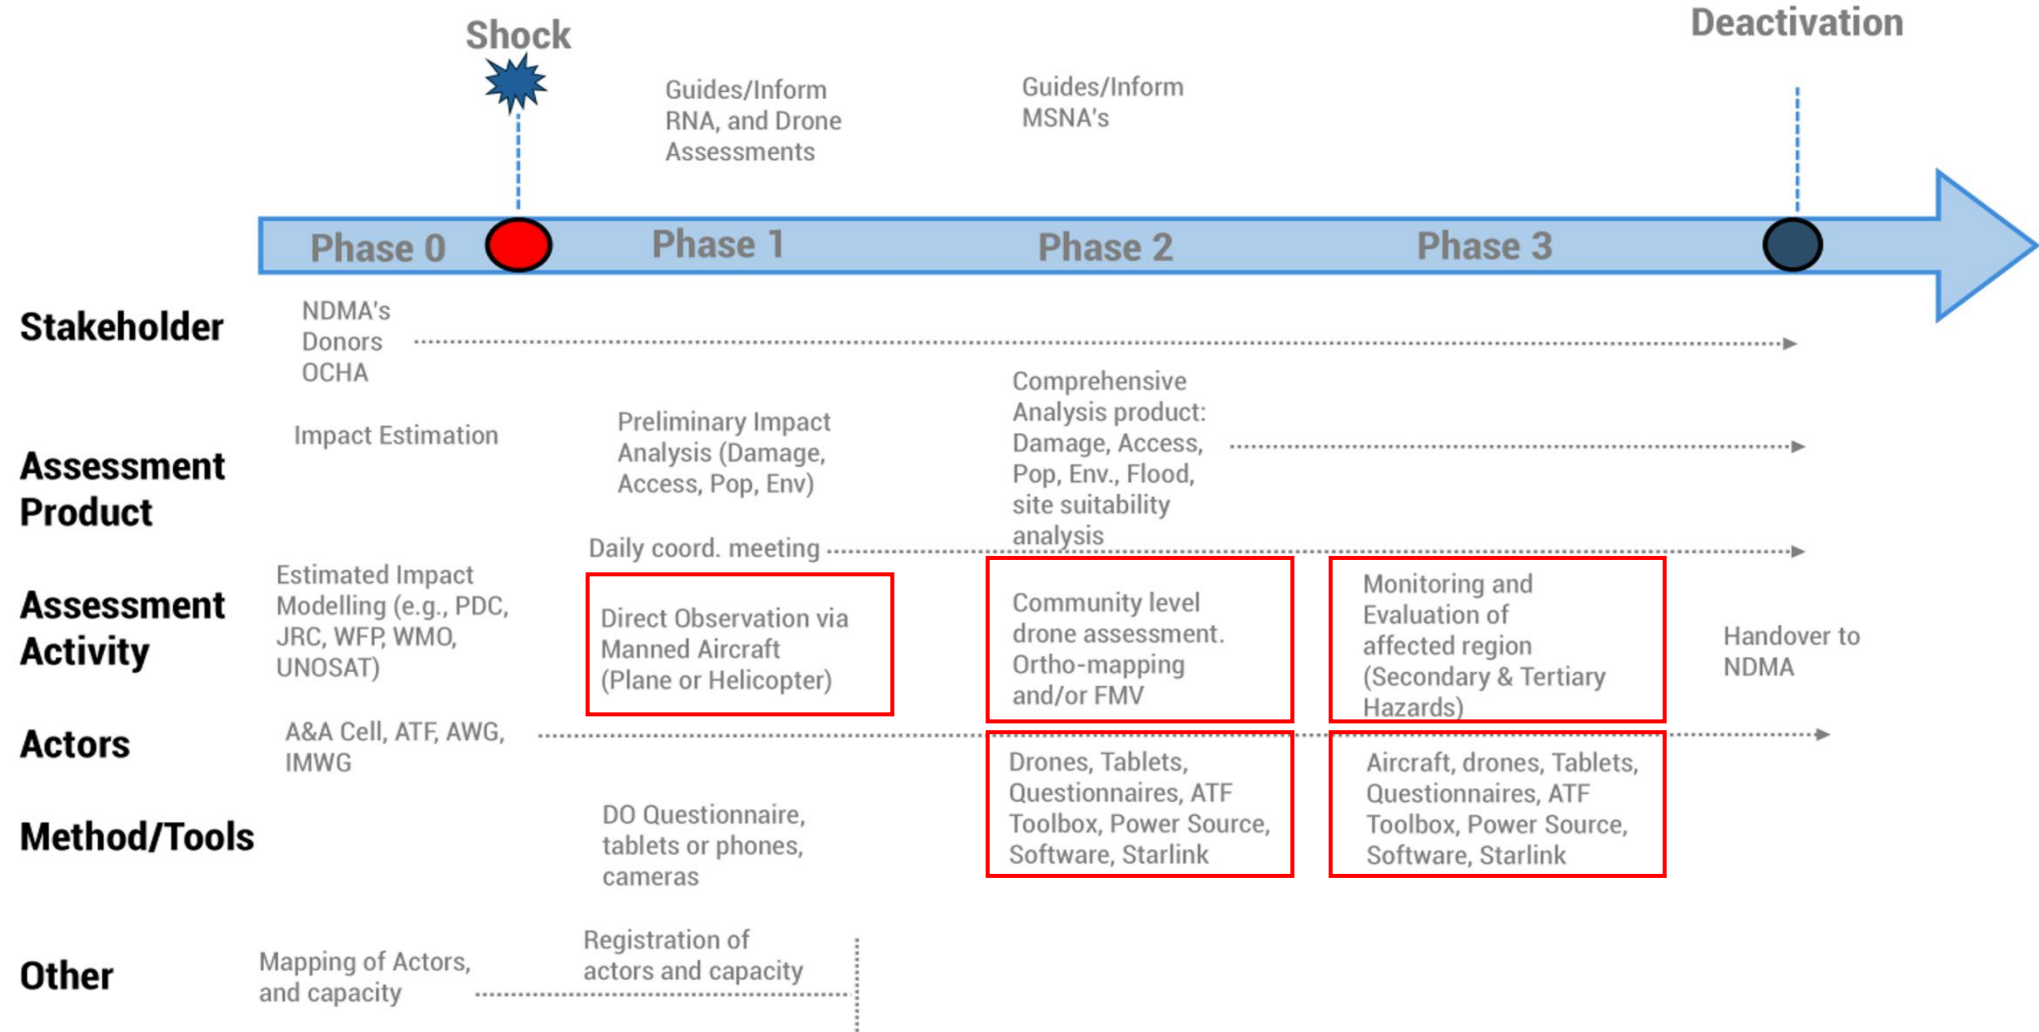 Shock
Deactivation
Guides/Inform
RNA, and Drone
Assessments
Guides/Inform
MSNA's
Phase 0
Phase 1
Phase 2
Phase 3
Stakeholder
NDMA's
Donors
OCHA
Assessment
Product
Impact Estimation
Preliminary Impact
Analysis (Damage,
Access, Pop, Env)
Comprehensive
Analysis product:
Damage, Access,
Pop, Env., Flood,
site suitability
analysis
Daily coord. meeting
Assessment
Activity
Estimated Impact
Modelling (e.g., PDC,
JRC, WFP, WMO,
UNOSAT)
Direct Observation via
Manned Aircraft
(Plane or Helicopter)
Community level
drone assessment.
Ortho-mapping
and/or FMV
Monitoring and
Evaluation of
affected region
(Secondary & Tertiary
Hazards)
Handover to
NDMA
Actors
A&A Cell, ATF, AWG,
IMWG
Method/Tools
DO Questionnaire,
tablets or phones,
cameras
Drones, Tablets,
Questionnaires, ATF
Toolbox, Power Source,
Software, Starlink
Aircraft, drones, Tablets,
Questionnaires, ATF
Toolbox, Power Source,
Software, Starlink
Other
Mapping of Actors,
and capacity
Registration of
actors and capacity